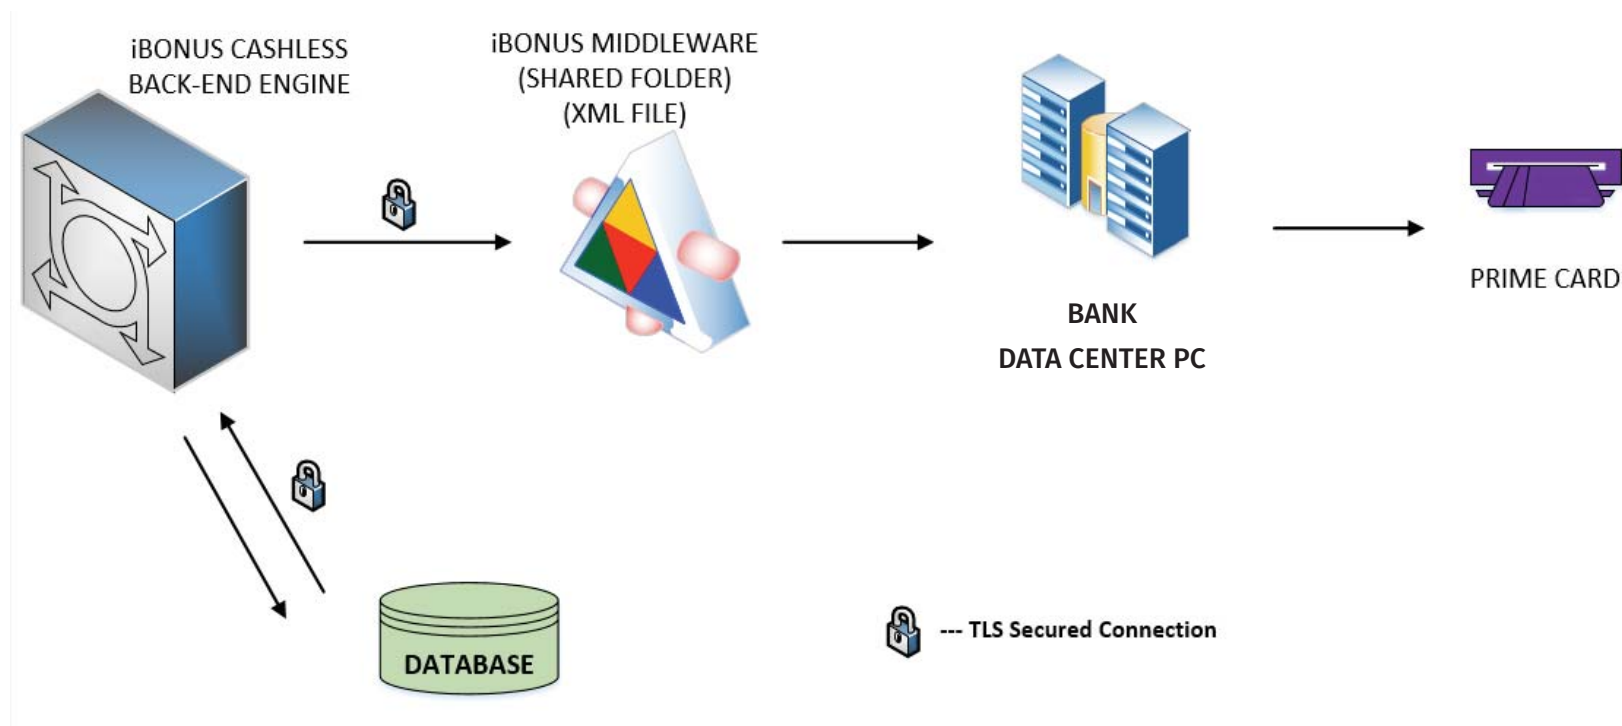 iBONUS CASHLESS
BACK-END ENGINE
iBONUS MIDDLEWARE
(SHARED FOLDER)
(XML FILE)
BANK
DATA CENTER PC
PRIME CARD
DATABASE
--- TLS Secured Connection